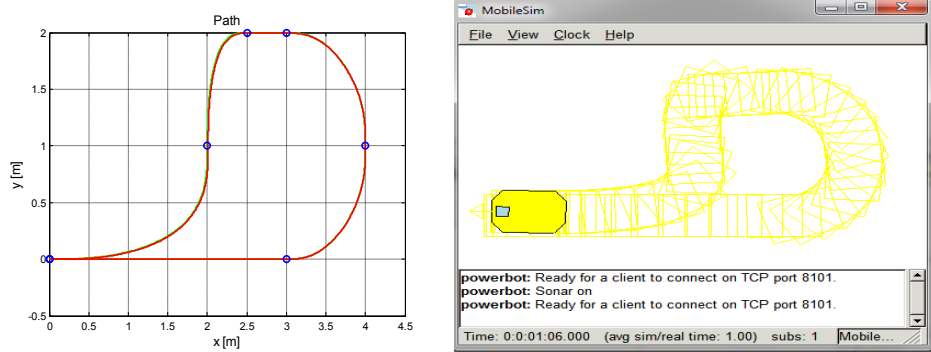 Path
2
1.5
1
0.5
0
-0.5
0 0.5 1 1.5 2 2.5 3 3.5 4 4.5
y [m]
x [m]
MobileSim
File View Clock Help
powerbot: Ready for a client to connect on TCP port 8101.
powerbot: Sonar on
powerbot: Ready for a client to connect on TCP port 8101.
Time: 0:0:01:06.000 (avg sim/real time: 1.00) subs: 1 Mobile...